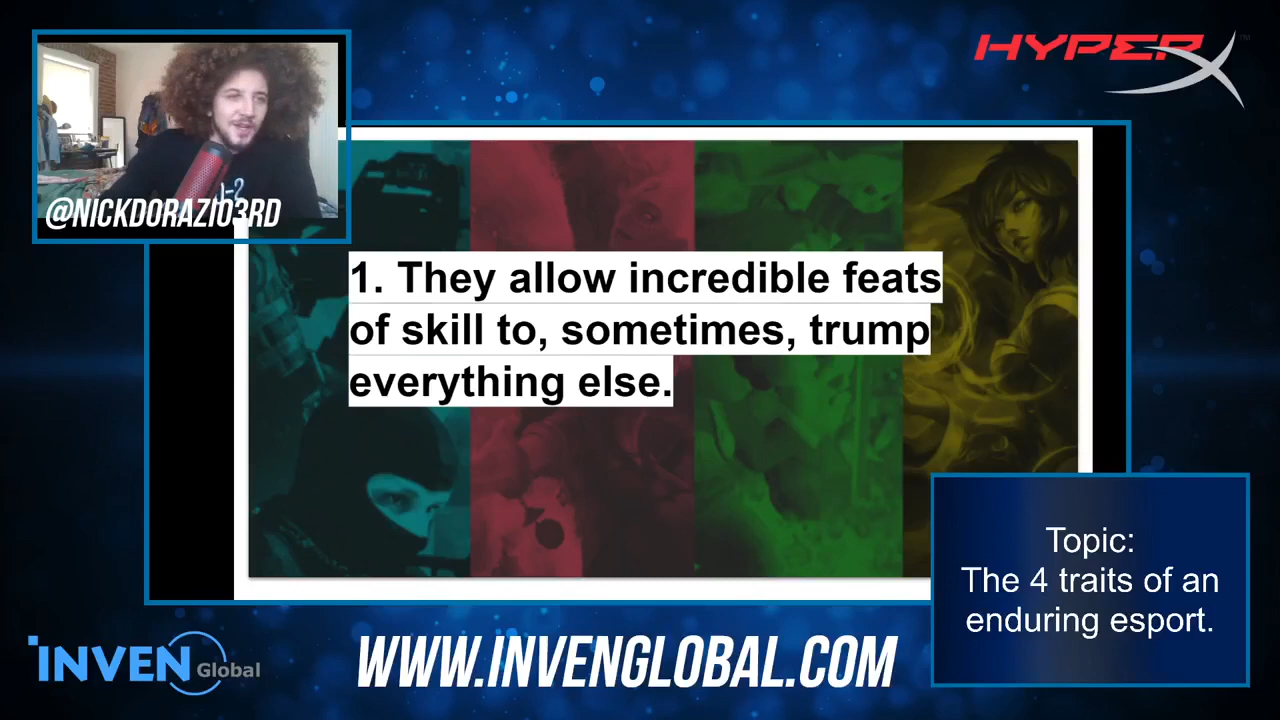 HYPERX
@NICKDORAZIO3RD
1. They allow incredible feats
of skill to, sometimes, trump
everything else.
Topic:
The 4 traits of an
enduring esport.
INVEN Global
WWW.INVENGLOBAL.COM